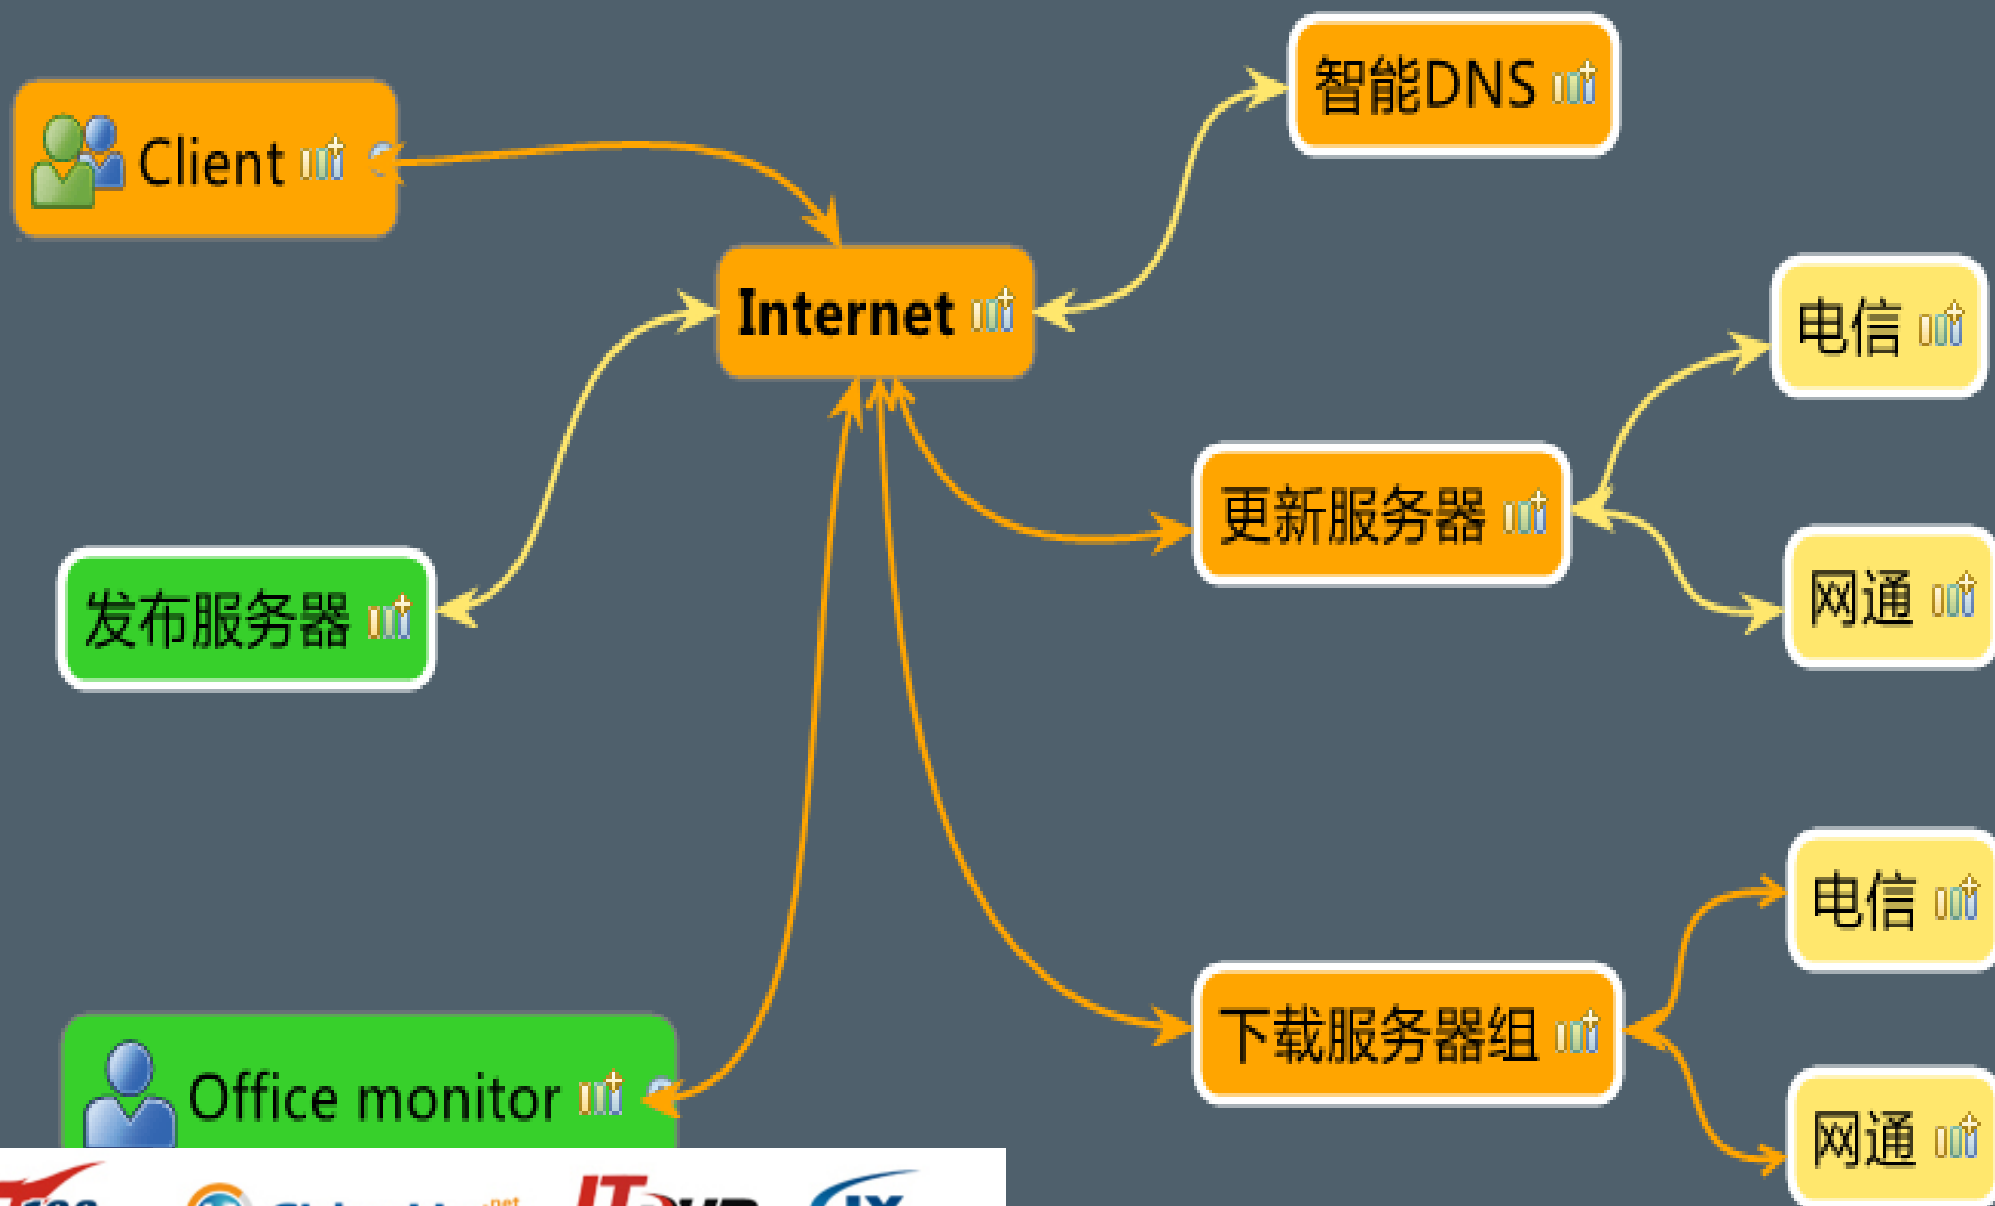 智能DNS
Client
Internet
电信
更新服务器
网通
发布服务器
电信
下载服务器组
Office monitor
网通